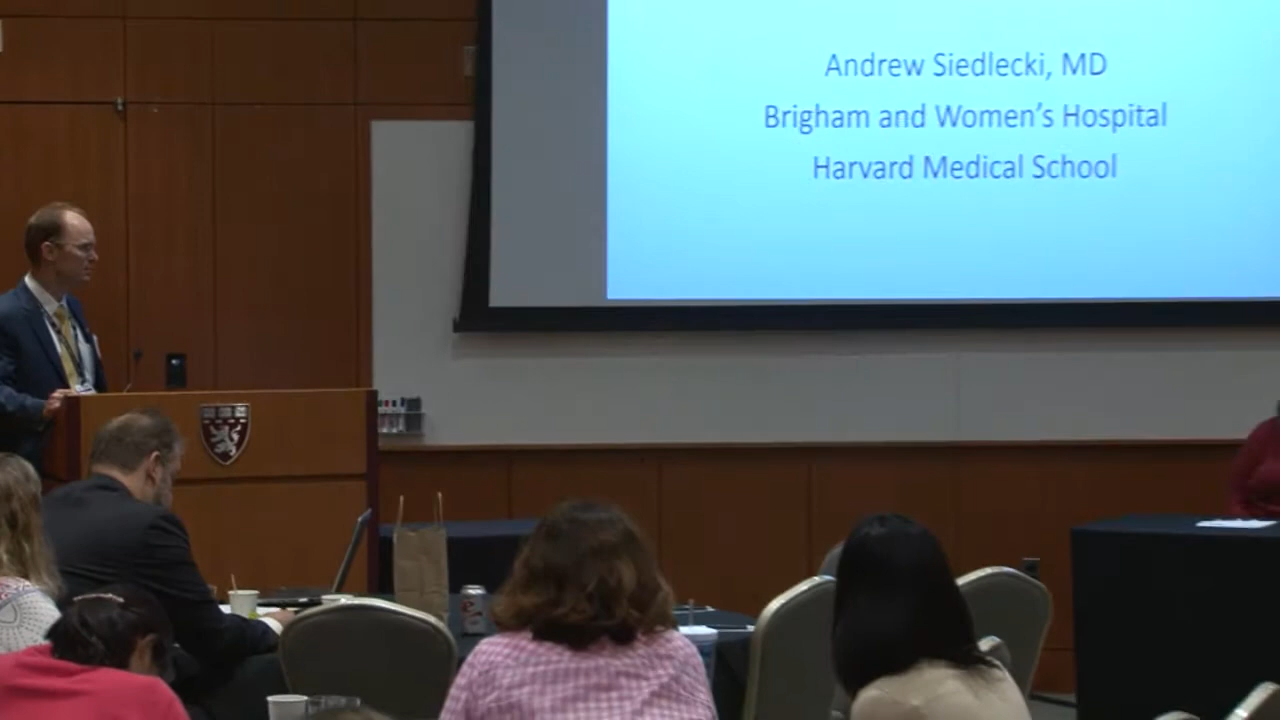 Andrew Siedlecki, MD
Brigham and Women's Hospital
Harvard Medical School